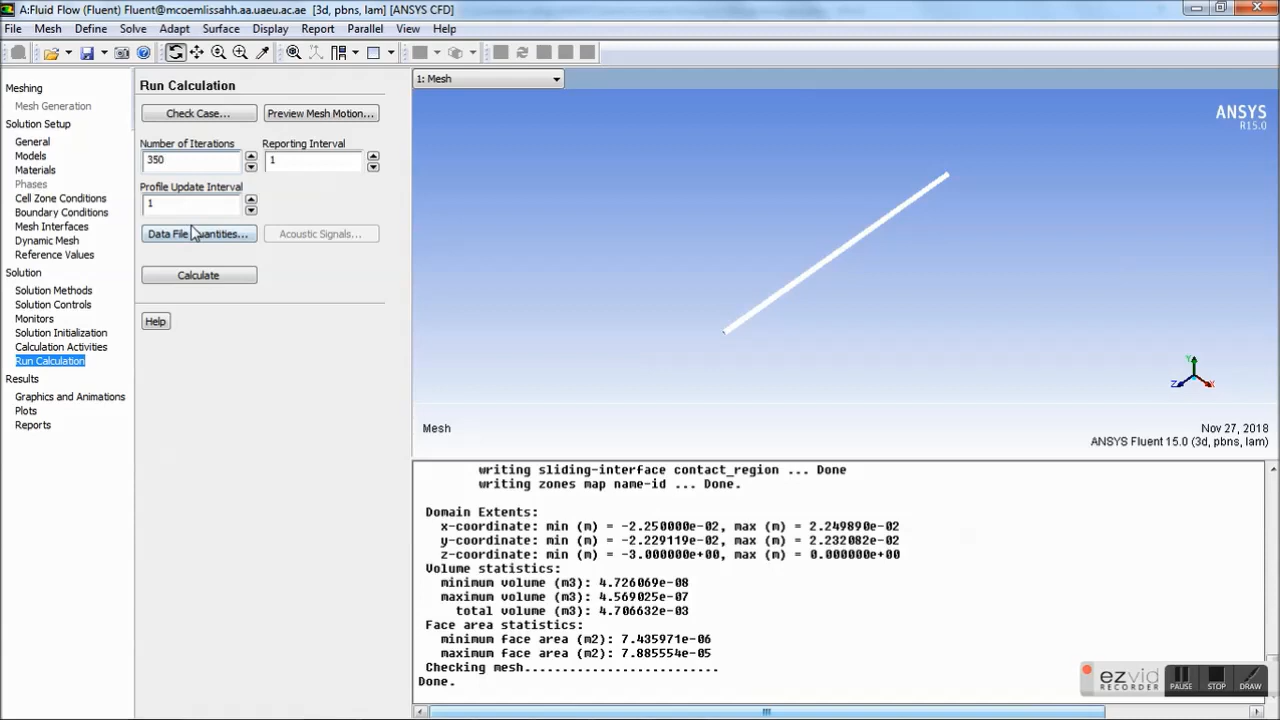 A:Fluid Flow (Fluent) Fluent@mcoemlissahh.aa.uaeu.ac.ae [3d, pbns, lam] [ANSYS CFD]
File Mesh Define Solve Adapt Surface Display Report Parallel View Help
Meshing
Mesh Generation
Solution Setup
General
Models
Materials
Phases
Cell Zone Conditions
Boundary Conditions
Mesh Interfaces
Dynamic Mesh
Reference Values
Solution
Solution Methods
Solution Controls
Monitors
Solution Initialization
Calculation Activities
Run Calculation
Results
Graphics and Animations
Plots
Reports
Run Calculation
Check Case... Preview Mesh Motion...
Number of Iterations Reporting Interval
350 1
Profile Update Interval
1
Data File Quantities... Acoustic Signals...
Calculate
Help
1: Mesh
ANSYS
R15.0
Y
Z X
Mesh Nov 27, 2018
ANSYS Fluent 15.0 (3d, pbns, lam)
writing sliding-interface contact_region ... Done
writing zones map name-id ... Done.
Domain Extents:
x-coordinate: min (m) = -2.250000e-02, max (m) = 2.249890e-02
y-coordinate: min (m) = -2.229119e-02, max (m) = 2.232082e-02
z-coordinate: min (m) = -3.000000e+00, max (m) = 0.000000e+00
Volume statistics:
minimum volume (m3): 4.726069e-08
maximum volume (m3): 4.569025e-07
total volume (m3): 4.706632e-03
Face area statistics:
minimum face area (m2): 7.435971e-06
maximum face area (m2): 7.885554e-05
Checking mesh.........................
Done.
ezvid
RECORDER
PAUSE STOP DRAW